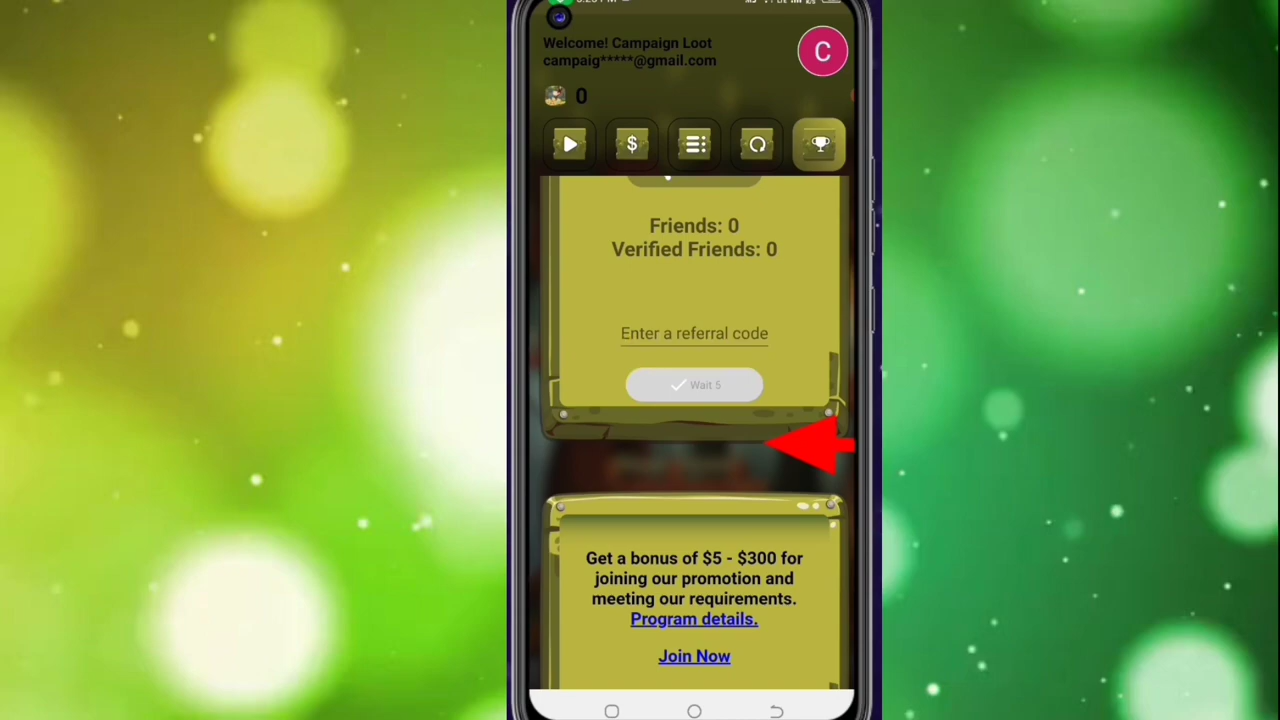 Welcome! Campaign Loot
campaig*****@gmail.com
C
0
$
Friends: 0
Verified Friends: 0
Enter a referral code
Wait 5
Get a bonus of $5 - $300 for
joining our promotion and
meeting our requirements.
Program details.
Join Now